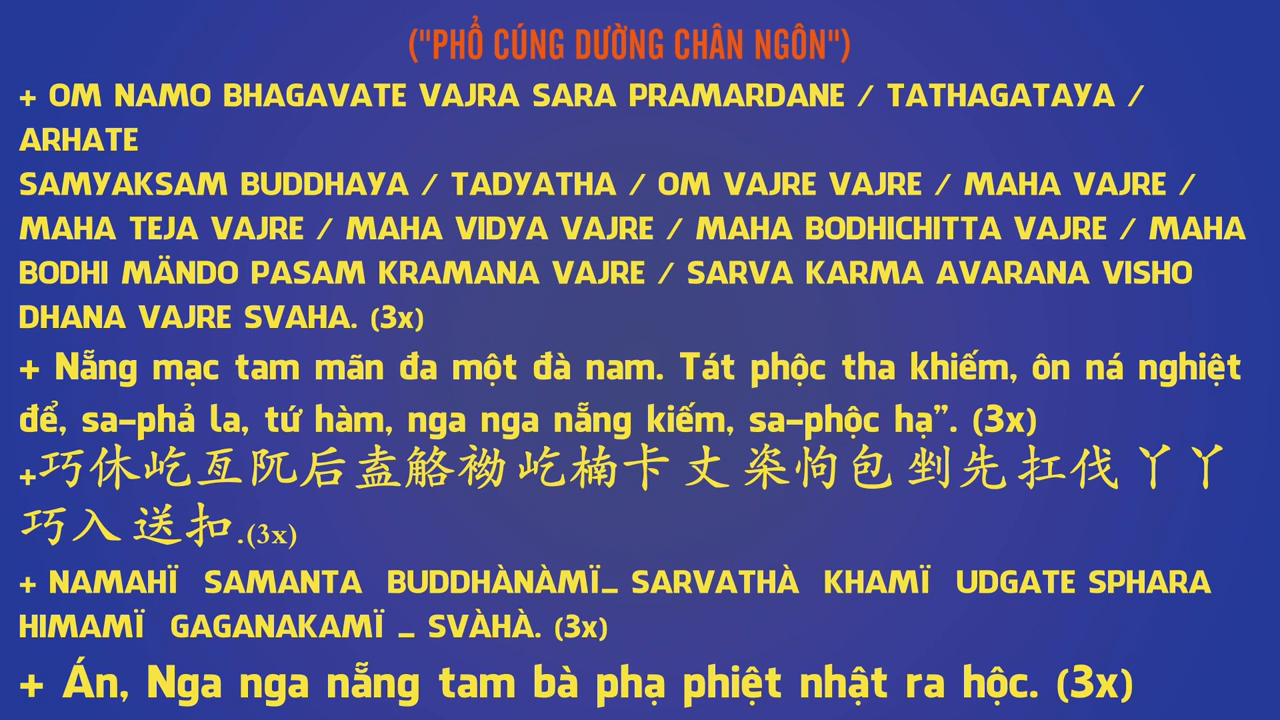 ("PHỔ CÚNG DƯỜNG CHÂN NGÔN")
+ OM NAMO BHAGAVATE VAJRA SARA PRAMARDANE / TATHAGATAYA /
ARHATE
SAMYAKSAM BUDDHAYA / TADYATHA / OM VAJRE VAJRE / MAHA VAJRE /
MAHA TEJA VAJRE / MAHA VIDYA VAJRE / MAHA BODHICHITTA VAJRE / MAHA
BODHI MÄNDO PASAM KRAMANA VAJRE / SARVA KARMA AVARANA VISHO
DHANA VAJRE SVAHA. (3x)
+ Nẵng mạc tam mãn đa một đà nam. Tát phộc tha khiếm, ôn ná nghiệt
để, sa-phả la, tứ hàm, nga nga nẵng kiếm, sa-phộc hạ”. (3x)
+巧休屹亙阢后盍觡袎屹楠卡丈楶怐包剉先扛伐丫丫
巧入送扣.(3x)
+ NAMAHÏ SAMANTA BUDDHÀNÀMÏ_ SARVATHÀ KHAMÏ UDGATE SPHARA
HIMAMÏ GAGANAKAMÏ _ SVÀHÀ. (3x)
+ Án, Nga nga nẵng tam bà phạ phiệt nhật ra hộc. (3x)